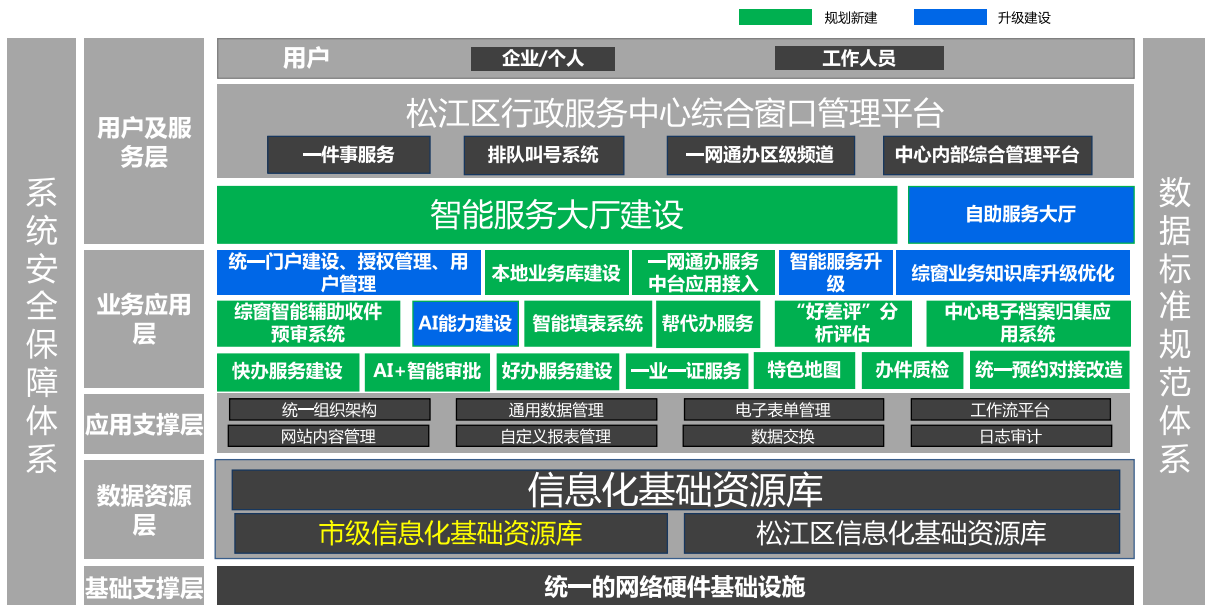 规划新建
升级建设
系统安全保障体系
数据标准规范体系
用户及服
务层
用户
企业/个人
工作人员
松江区行政服务中心综合窗口管理平台
一件事服务
排队叫号系统
一网通办区级频道
中心内部综合管理平台
智能服务大厅建设
自助服务大厅
业务应用
层
统一门户建设、授权管理、用
户管理
本地业务库建设
一网通办服务
中台应用接入
智能服务升
级
综窗业务知识库升级优化
综窗智能辅助收件
预审系统
AI能力建设
智能填表系统
帮代办服务
“好差评”分
析评估
中心电子档案归集应
用系统
快办服务建设
AI+智能审批
好办服务建设
一业一证服务
特色地图
办件质检
统一预约对接改造
应用支撑层
统一组织架构
通用数据管理
电子表单管理
工作流平台
网站内容管理
自定义报表管理
数据交换
日志审计
数据资源
层
信息化基础资源库
市级信息化基础资源库
松江区信息化基础资源库
基础支撑层
统一的网络硬件基础设施